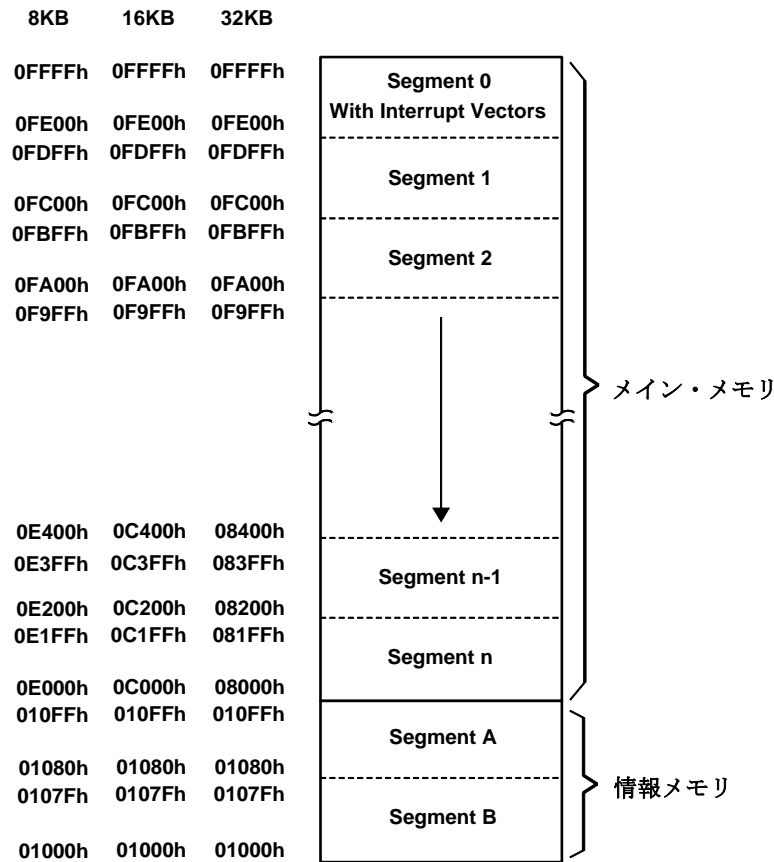 8KB 16KB 32KB
0FFFFh 0FFFFh 0FFFFh
Segment 0
With Interrupt Vectors
0FE00h 0FE00h 0FE00h
0FDFFh 0FDFFh 0FDFFh
Segment 1
0FC00h 0FC00h 0FC00h
0FBFFh 0FBFFh 0FBFFh
Segment 2
0FA00h 0FA00h 0FA00h
0F9FFh 0F9FFh 0F9FFh
メイン・メモリ
0E400h 0C400h 08400h
0E3FFh 0C3FFh 083FFh
Segment n-1
0E200h 0C200h 08200h
0E1FFh 0C1FFh 081FFh
Segment n
0E000h 0C000h 08000h
010FFh 010FFh 010FFh
Segment A
01080h 01080h 01080h
0107Fh 0107Fh 0107Fh
情報メモリ
Segment B
01000h 01000h 01000h